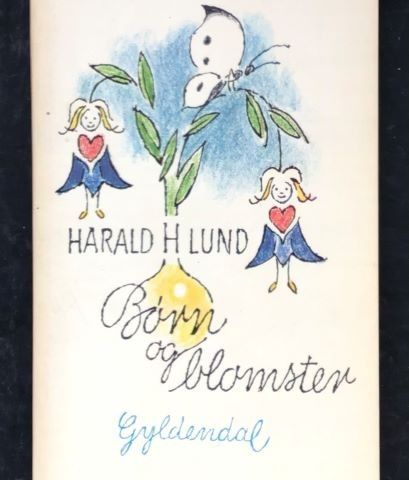 HARALD H LUND
Børn
og
blomster
Gyldendal